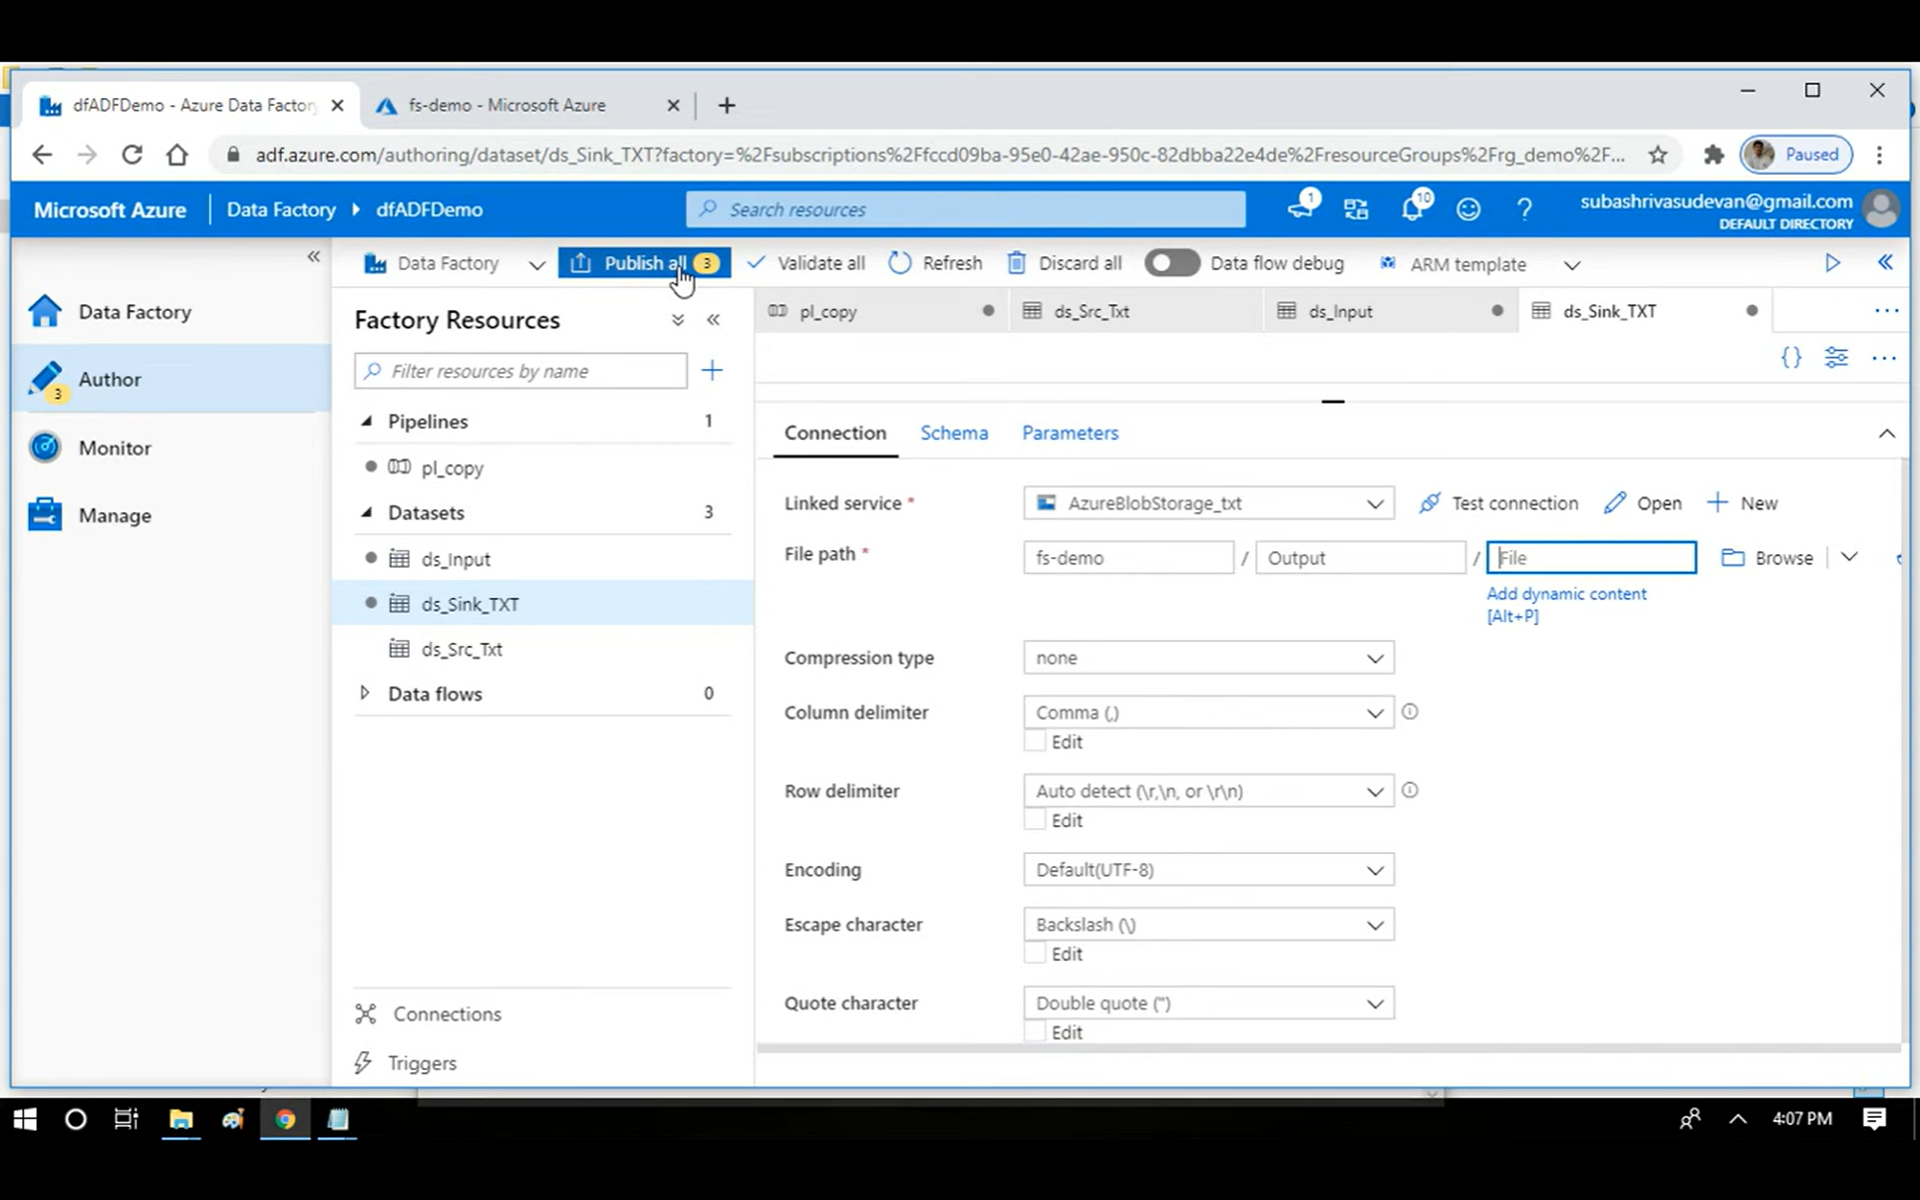 dfADFDemo - Azure Data Factory
fs-demo - Microsoft Azure
adf.azure.com/authoring/dataset/ds_Sink_TXT?factory=%2Fsubscriptions%2Ffccd09ba-95e0-42ae-950c-82dbba22e4de%2FresourceGroups%2Frg_demo%2F...
Paused
Microsoft Azure
Data Factory
dfADFDemo
Search resources
1
10
?
subashrivasudevan@gmail.com
DEFAULT DIRECTORY
Data Factory
Author
3
Monitor
Manage
Data Factory
Publish all
3
Validate all
Refresh
Discard all
Data flow debug
ARM template
Factory Resources
Filter resources by name
Pipelines 1
pl_copy
Datasets 3
ds_Input
ds_Sink_TXT
ds_Src_Txt
Data flows 0
Connections
Triggers
pl_copy
ds_Src_Txt
ds_Input
ds_Sink_TXT
{}
Connection
Schema
Parameters
Linked service *
AzureBlobStorage_txt
Test connection
Open
New
File path *
fs-demo / Output / File
Browse
Add dynamic content
[Alt+P]
Compression type
none
Column delimiter
Comma (,)
Edit
Row delimiter
Auto detect (\r,\n, or \r\n)
Edit
Encoding
Default(UTF-8)
Escape character
Backslash (\)
Edit
Quote character
Double quote (")
Edit
4:07 PM